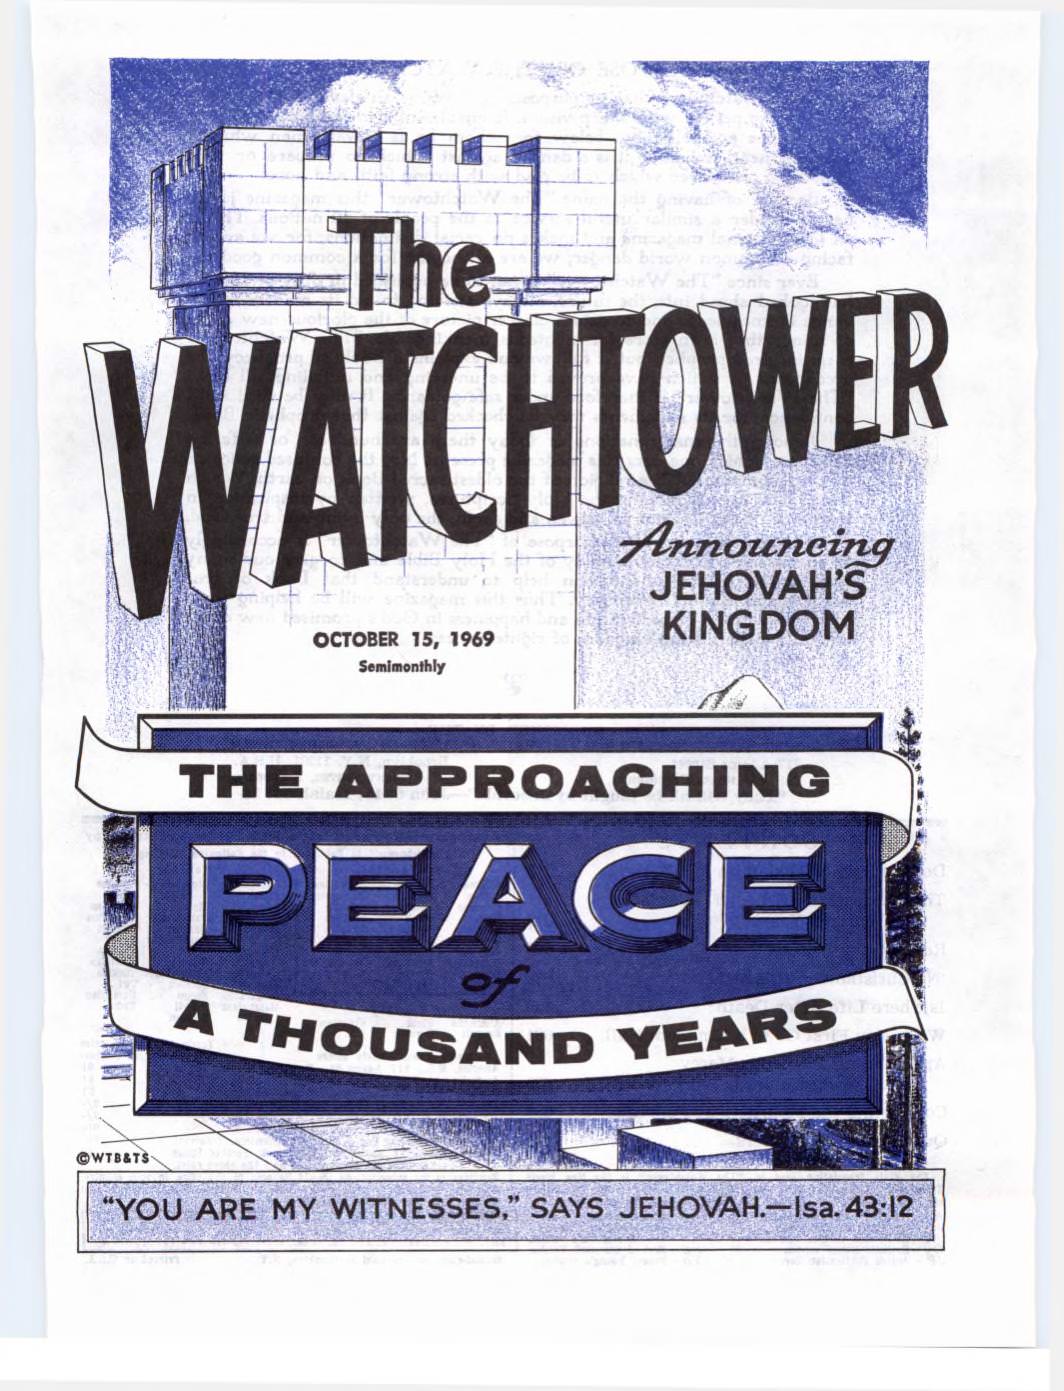 The
WATCHTOWER
Announcing
JEHOVAH'S
KINGDOM
OCTOBER 15, 1969
Semimonthly
THE APPROACHING
PEACE
of
A THOUSAND YEARS
©WTB&TS
"YOU ARE MY WITNESSES," SAYS JEHOVAH.—Isa. 43:12